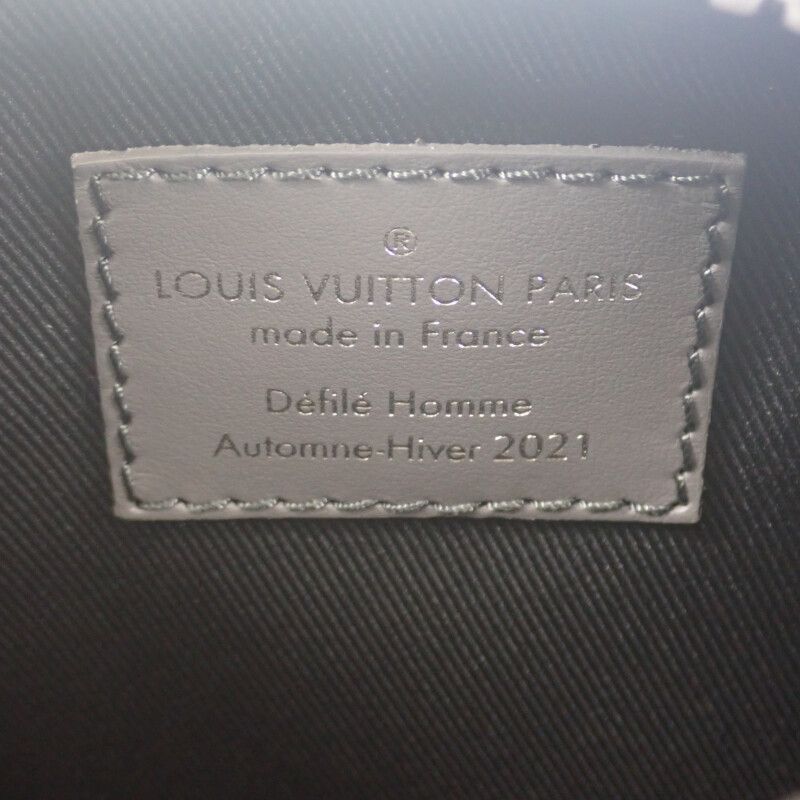 ®
LOUIS VUITTON PARIS
made in France
Défilé Homme
Automne-Hiver 2021